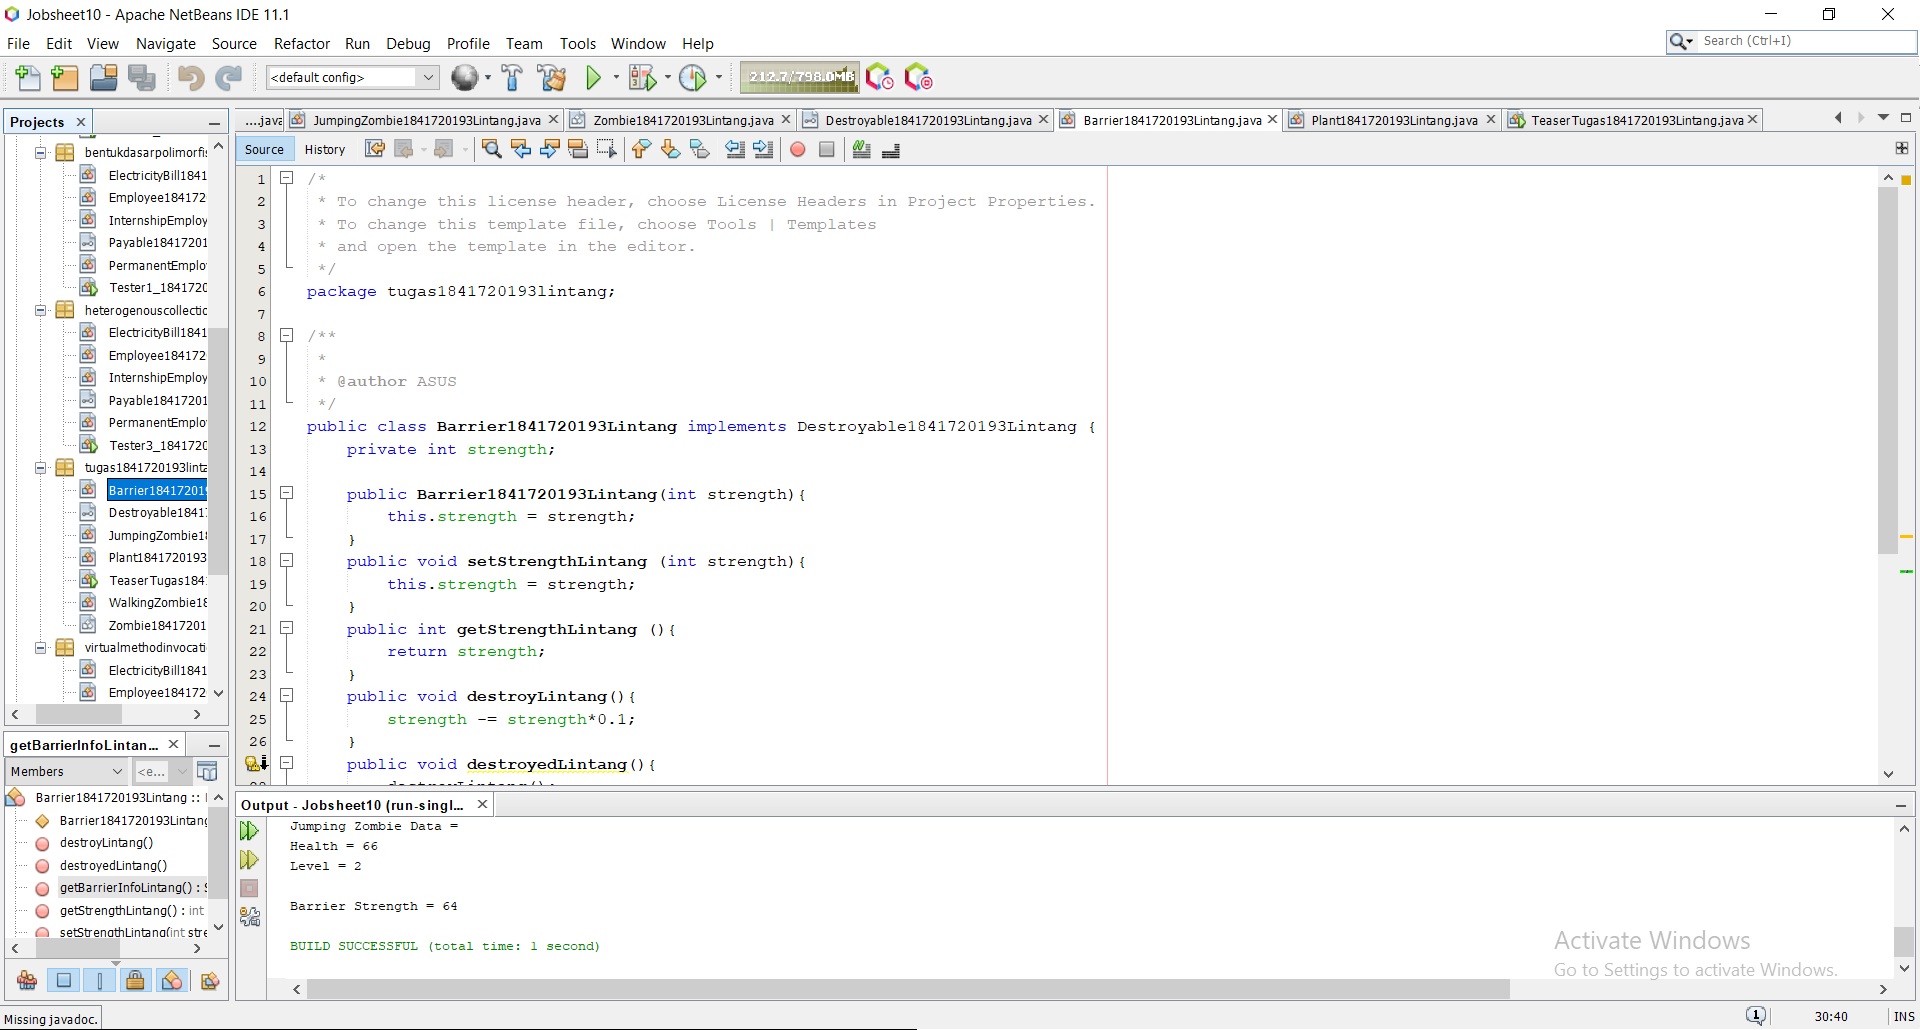 Jobsheet10 - Apache NetBeans IDE 11.1
File Edit View Navigate Source Refactor Run Debug Profile Team Tools Window Help
Search (Ctrl+I)
<default config>
212.7/798.0MB
Projects
....java JumpingZombie1841720193Lintang.java Zombie1841720193Lintang.java Destroyable1841720193Lintang.java Barrier1841720193Lintang.java Plant1841720193Lintang.java TeaserTugas1841720193Lintang.java
Source History
bentukdasarpolimorfis
ElectricityBill1841
Employee184172
InternshipEmploy
Payable18417201
PermanentEmplo
Tester1_1841720
heterogenouscollectio
ElectricityBill1841
Employee184172
InternshipEmploy
Payable18417201
PermanentEmplo
Tester3_1841720
tugas1841720193linta
Barrier184172019
Destroyable1841
JumpingZombie1
Plant1841720193
TeaserTugas184
WalkingZombie18
Zombie18417201
virtualmethodinvocati
ElectricityBill1841
Employee184172
1 /*
2 * To change this license header, choose License Headers in Project Properties.
3 * To change this template file, choose Tools | Templates
4 * and open the template in the editor.
5 */
6 package tugas1841720193lintang;
7
8 /**
9 *
10 * @author ASUS
11 */
12 public class Barrier1841720193Lintang implements Destroyable1841720193Lintang {
13 private int strength;
14
15 public Barrier1841720193Lintang(int strength){
16 this.strength = strength;
17 }
18 public void setStrengthLintang (int strength){
19 this.strength = strength;
20 }
21 public int getStrengthLintang (){
22 return strength;
23 }
24 public void destroyLintang(){
25 strength -= strength*0.1;
26 }
public void destroyedLintang(){
getBarrierInfoLintan...
Members <e...
Barrier1841720193Lintang ::
Barrier1841720193Lintang
destroyLintang()
destroyedLintang()
getBarrierInfoLintang() : S
getStrengthLintang() : int
setStrengthLintang(int stre
Output - Jobsheet10 (run-singl...
Jumping Zombie Data =
Health = 66
Level = 2
Barrier Strength = 64
BUILD SUCCESSFUL (total time: 1 second)
Activate Windows
Go to Settings to activate Windows.
Missing javadoc.
1
30:40 INS